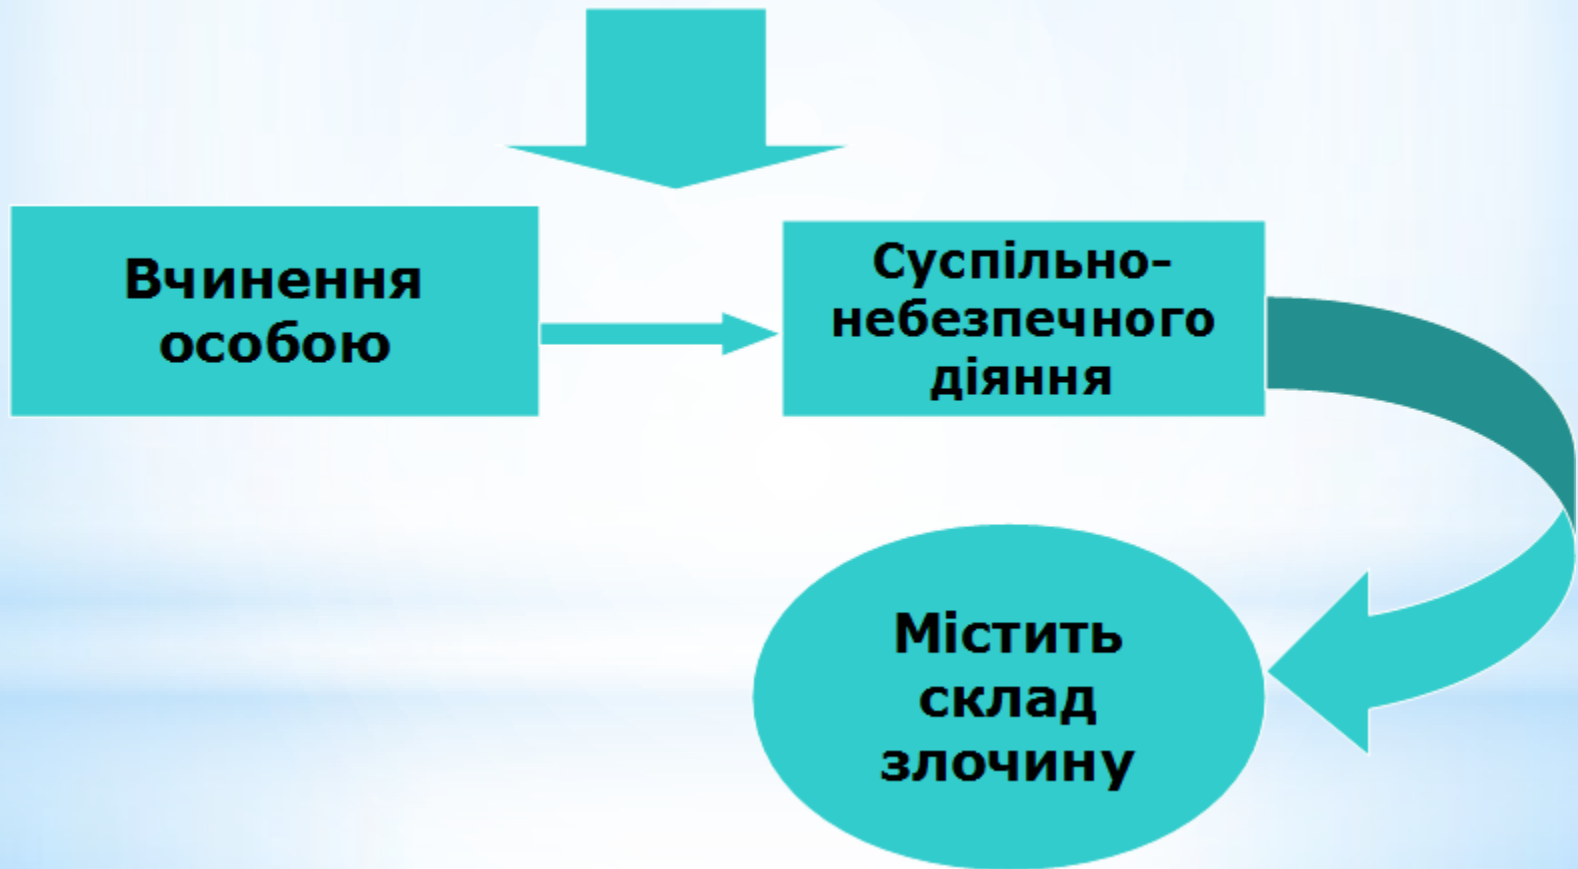 Вчинення
особою
Суспільно-
небезпечного
діяння
Містить
склад
злочину